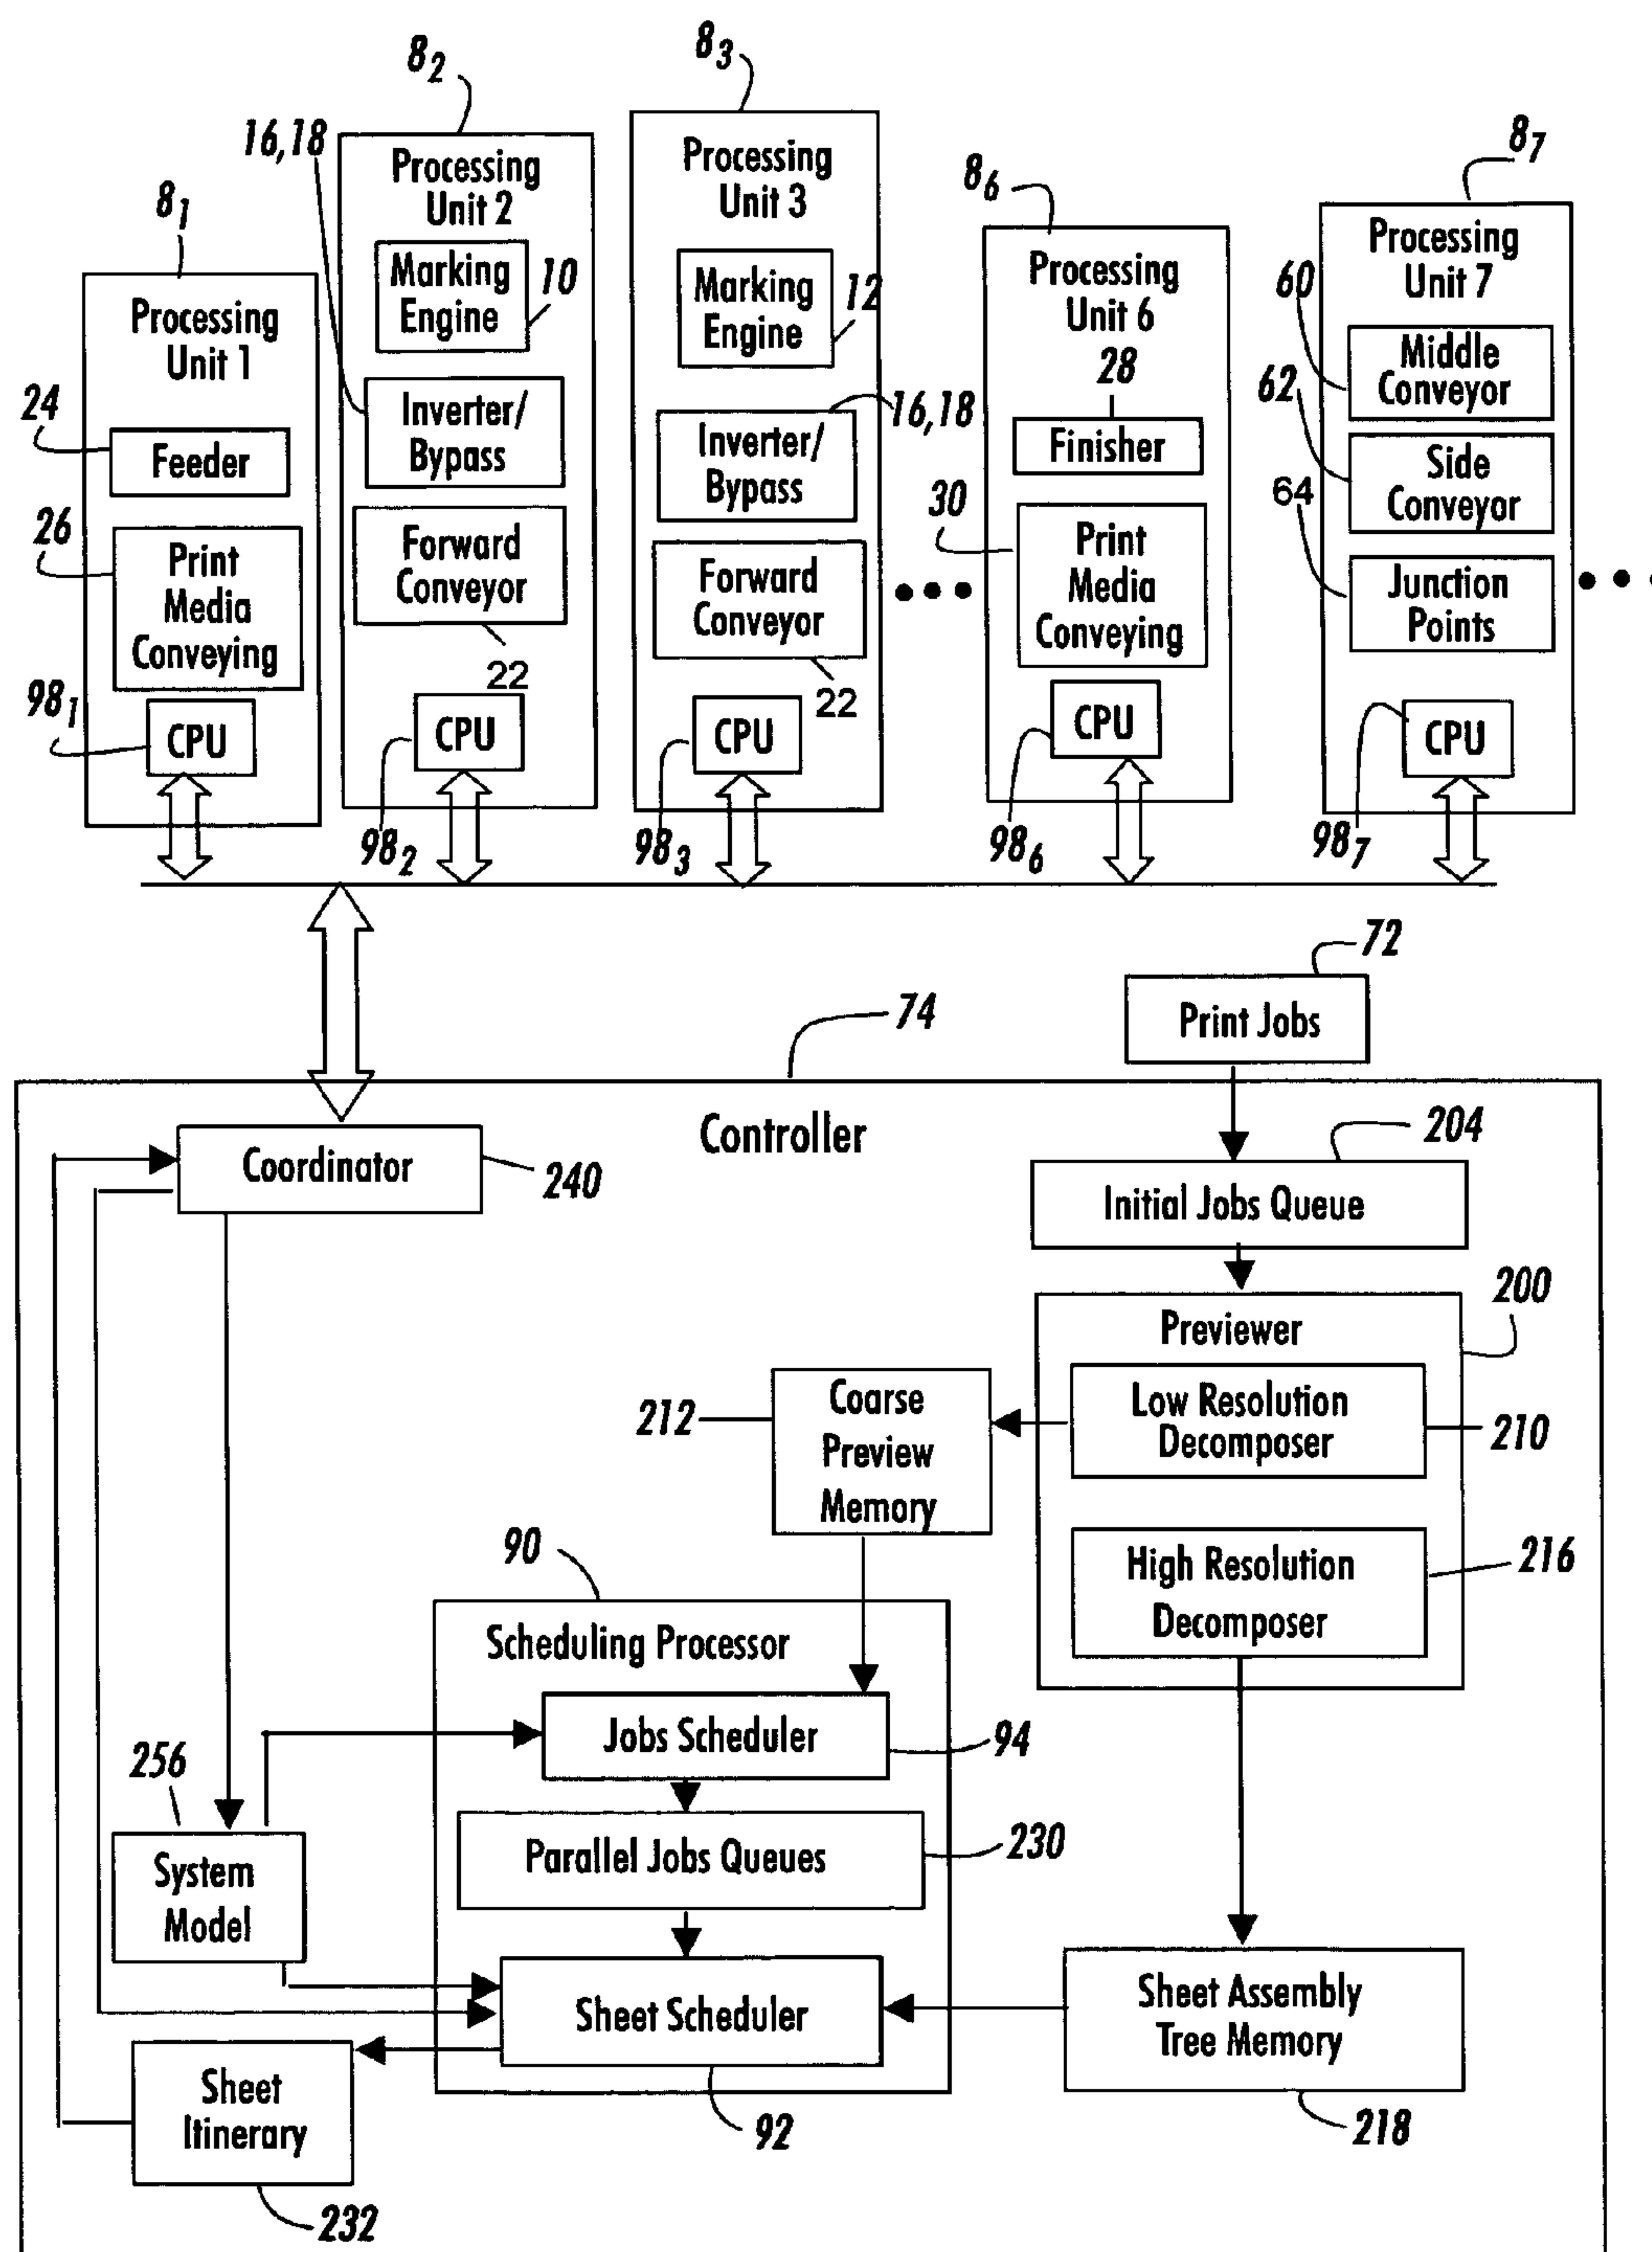 8₁
Processing
Unit 1
24
Feeder
26
Print
Media
Conveying
98₁
CPU
8₂
16,18
Processing
Unit 2
Marking
Engine
10
Inverter/
Bypass
Forward
Conveyor
22
CPU
98₂
8₃
Processing
Unit 3
Marking
Engine
12
16,18
Inverter/
Bypass
Forward
Conveyor
22
CPU
98₃
8₆
Processing
Unit 6
28
Finisher
30
Print
Media
Conveying
CPU
98₆
8₇
Processing
Unit 7
60
Middle
Conveyor
62
Side
Conveyor
64
Junction
Points
CPU
98₇
72
Print Jobs
74
Controller
Coordinator
240
204
Initial Jobs Queue
200
Previewer
Low Resolution
Decomposer
210
212
Coarse
Preview
Memory
High Resolution
Decomposer
216
90
Scheduling Processor
Jobs Scheduler
94
256
System
Model
Parallel Jobs Queues
230
Sheet Scheduler
92
Sheet Assembly
Tree Memory
218
Sheet
Itinerary
232